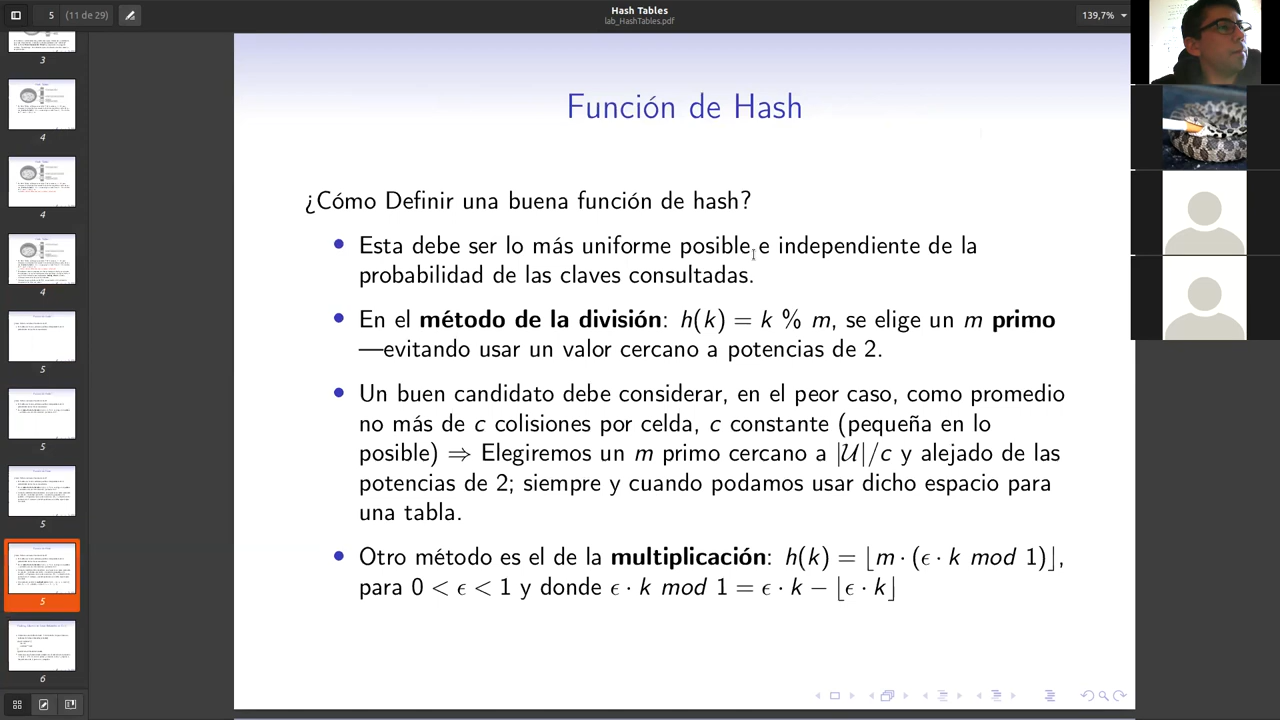 5 (11 de 29)
Hash Tables
lab_HashTables.pdf
139,7%
3
4
4
4
5
5
5
5
6
Función de Hash
¿Cómo Definir una buena función de hash?
Esta debe ser lo más uniforme posible, e independiente de la
probabilidad de las claves consultadas.
En el método de la división: h(k) = k % m, se elige un m primo
—evitando usar un valor cercano a potencias de 2.
Un buen candidato debe considerar, en el peor caso, como promedio
no más de c colisiones por celda, c constante (pequeña en lo
posible) ⇒ Elegiremos un m primo cercano a |𝒰|/c y alejado de las
potencias de 2; siempre y cuando podamos usar dicho espacio para
una tabla.
Otro método es el de la multiplicación: h(k) = ⌊m · (ϵ · k mod 1)⌋,
para 0 < ϵ < 1 y donde ϵ · k mod 1 = ϵ · k − ⌊ϵ · k⌋